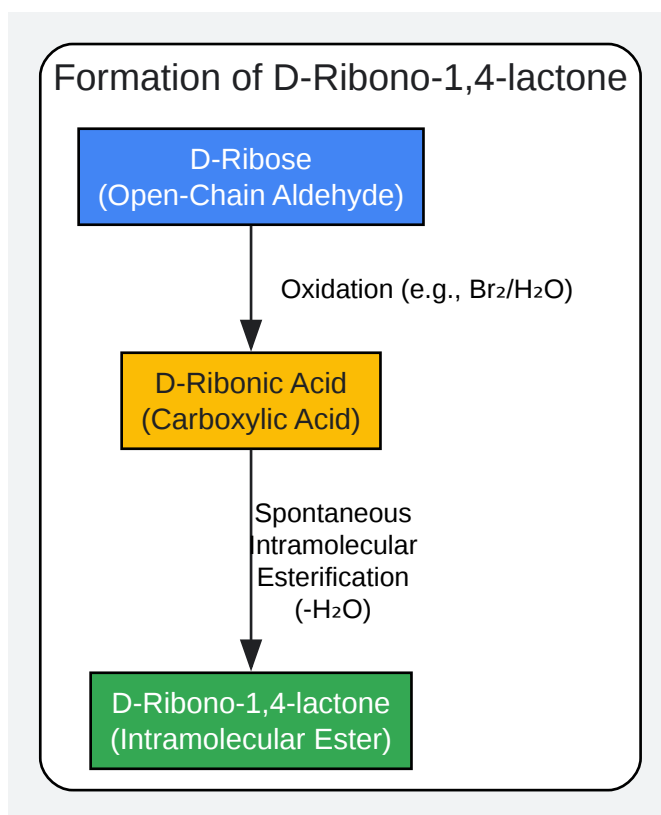 Formation of D-Ribono-1,4-lactone
D-Ribose
(Open-Chain Aldehyde)
Oxidation (e.g., Br₂/H₂O)
D-Ribonic Acid
(Carboxylic Acid)
Spontaneous
Intramolecular
Esterification
(-H₂O)
D-Ribono-1,4-lactone
(Intramolecular Ester)